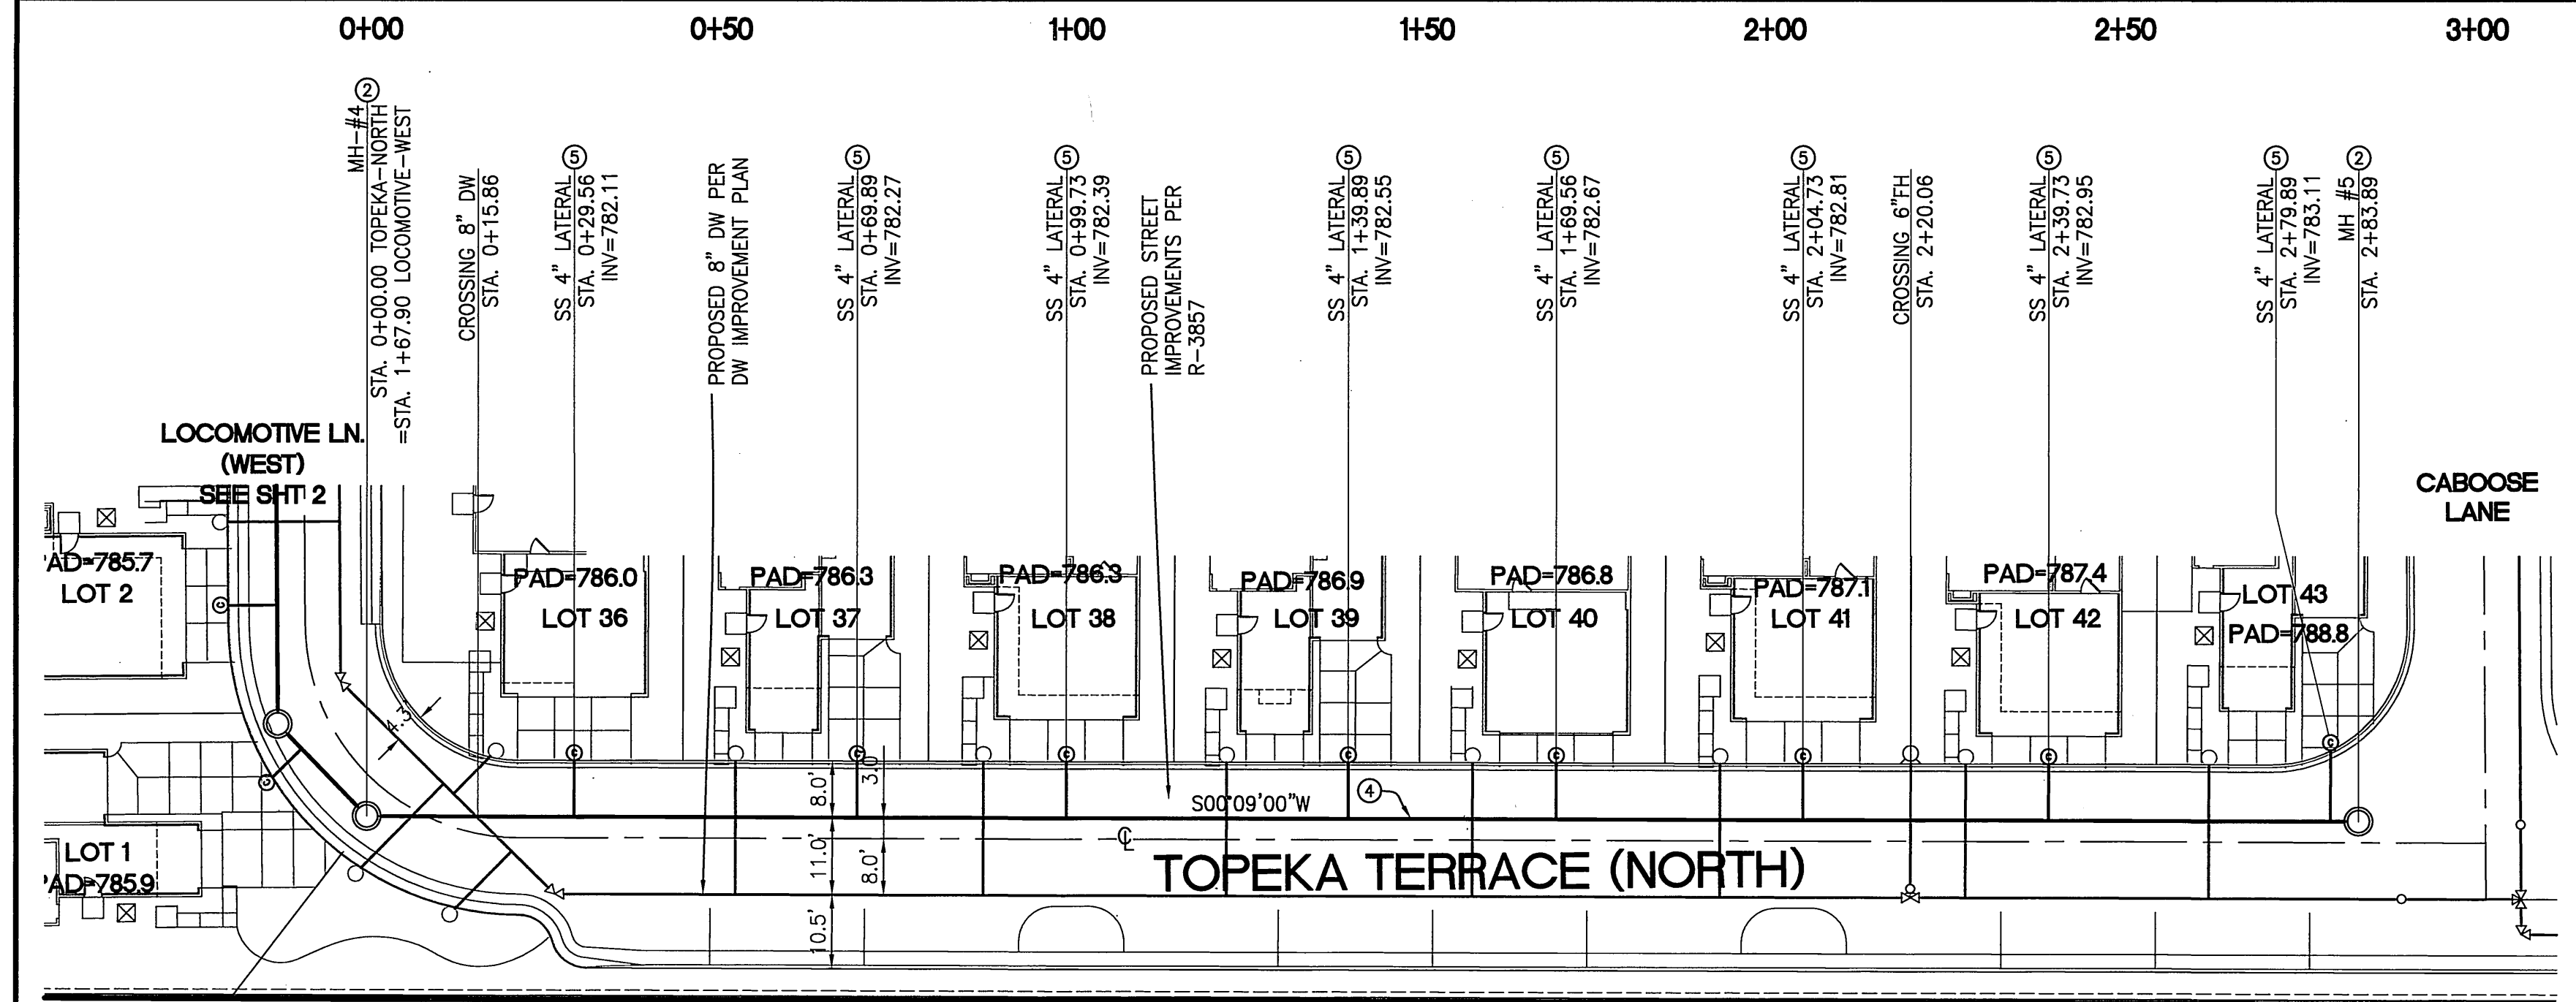 0+00
0+50
1+00
1+50
2+00
2+50
3+00
2
MH-#4
STA. 0+00.00 TOPEKA-NORTH
=STA. 1+67.90 LOCOMOTIVE-WEST
CROSSING 8" DW
STA. 0+15.86
5
SS 4" LATERAL
STA. 0+29.56
INV=782.11
PROPOSED 8" DW PER
DW IMPROVEMENT PLAN
5
SS 4" LATERAL
STA. 0+69.89
INV=782.27
5
SS 4" LATERAL
STA. 0+99.73
INV=782.39
PROPOSED STREET
IMPROVEMENTS PER
R-3857
5
SS 4" LATERAL
STA. 1+39.89
INV=782.55
5
SS 4" LATERAL
STA. 1+69.56
INV=782.67
5
SS 4" LATERAL
STA. 2+04.73
INV=782.81
CROSSING 6"FH
STA. 2+20.06
5
SS 4" LATERAL
STA. 2+39.73
INV=782.95
5
SS 4" LATERAL
STA. 2+79.89
INV=783.11
2
MH #5
STA. 2+83.89
LOCOMOTIVE LN.
(WEST)
SEE SHT 2
CABOOSE
LANE
PAD=785.7
LOT 2
PAD=786.0
LOT 36
PAD=786.3
LOT 37
PAD=786.3
LOT 38
PAD=786.9
LOT 39
PAD=786.8
LOT 40
PAD=787.1
LOT 41
PAD=787.4
LOT 42
LOT 43
PAD=788.8
4.3'
C
C
C
C
C
C
C
C
C
C
8.0'
3.0'
S00°09'00"W
4
11.0'
8.0'
℄
TOPEKA TERRACE (NORTH)
LOT 1
PAD=785.9
10.5'